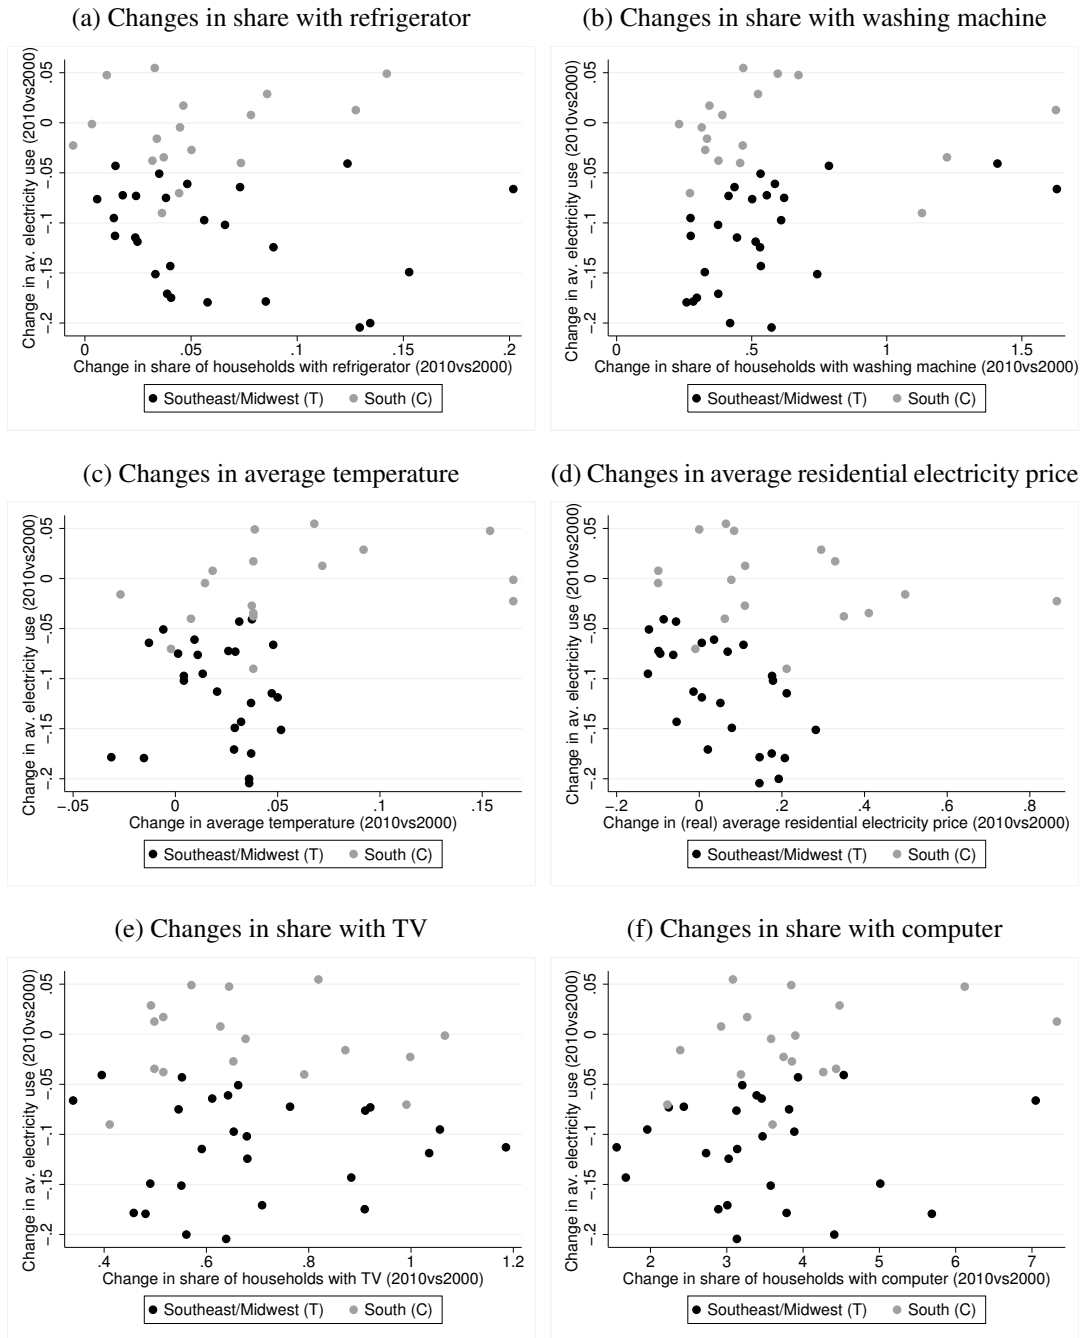 (a) Changes in share with refrigerator
Change in av. electricity use (2010vs2000)
.05
0
−.05
−.1
−.15
−.2
0 .05 .1 .15 .2
Change in share of households with refrigerator (2010vs2000)
Southeast/Midwest (T) South (C)
(b) Changes in share with washing machine
Change in av. electricity use (2010vs2000)
.05
0
−.05
−.1
−.15
−.2
0 .5 1 1.5
Change in share of households with washing machine (2010vs2000)
Southeast/Midwest (T) South (C)
(c) Changes in average temperature
Change in av. electricity use (2010vs2000)
.05
0
−.05
−.1
−.15
−.2
−.05 0 .05 .1 .15
Change in average temperature (2010vs2000)
Southeast/Midwest (T) South (C)
(d) Changes in average residential electricity price
Change in av. electricity use (2010vs2000)
.05
0
−.05
−.1
−.15
−.2
−.2 0 .2 .4 .6 .8
Change in (real) average residential electricity price (2010vs2000)
Southeast/Midwest (T) South (C)
(e) Changes in share with TV
Change in av. electricity use (2010vs2000)
.05
0
−.05
−.1
−.15
−.2
.4 .6 .8 1 1.2
Change in share of households with TV (2010vs2000)
Southeast/Midwest (T) South (C)
(f) Changes in share with computer
Change in av. electricity use (2010vs2000)
.05
0
−.05
−.1
−.15
−.2
2 3 4 5 6 7
Change in share of households with computer (2010vs2000)
Southeast/Midwest (T) South (C)